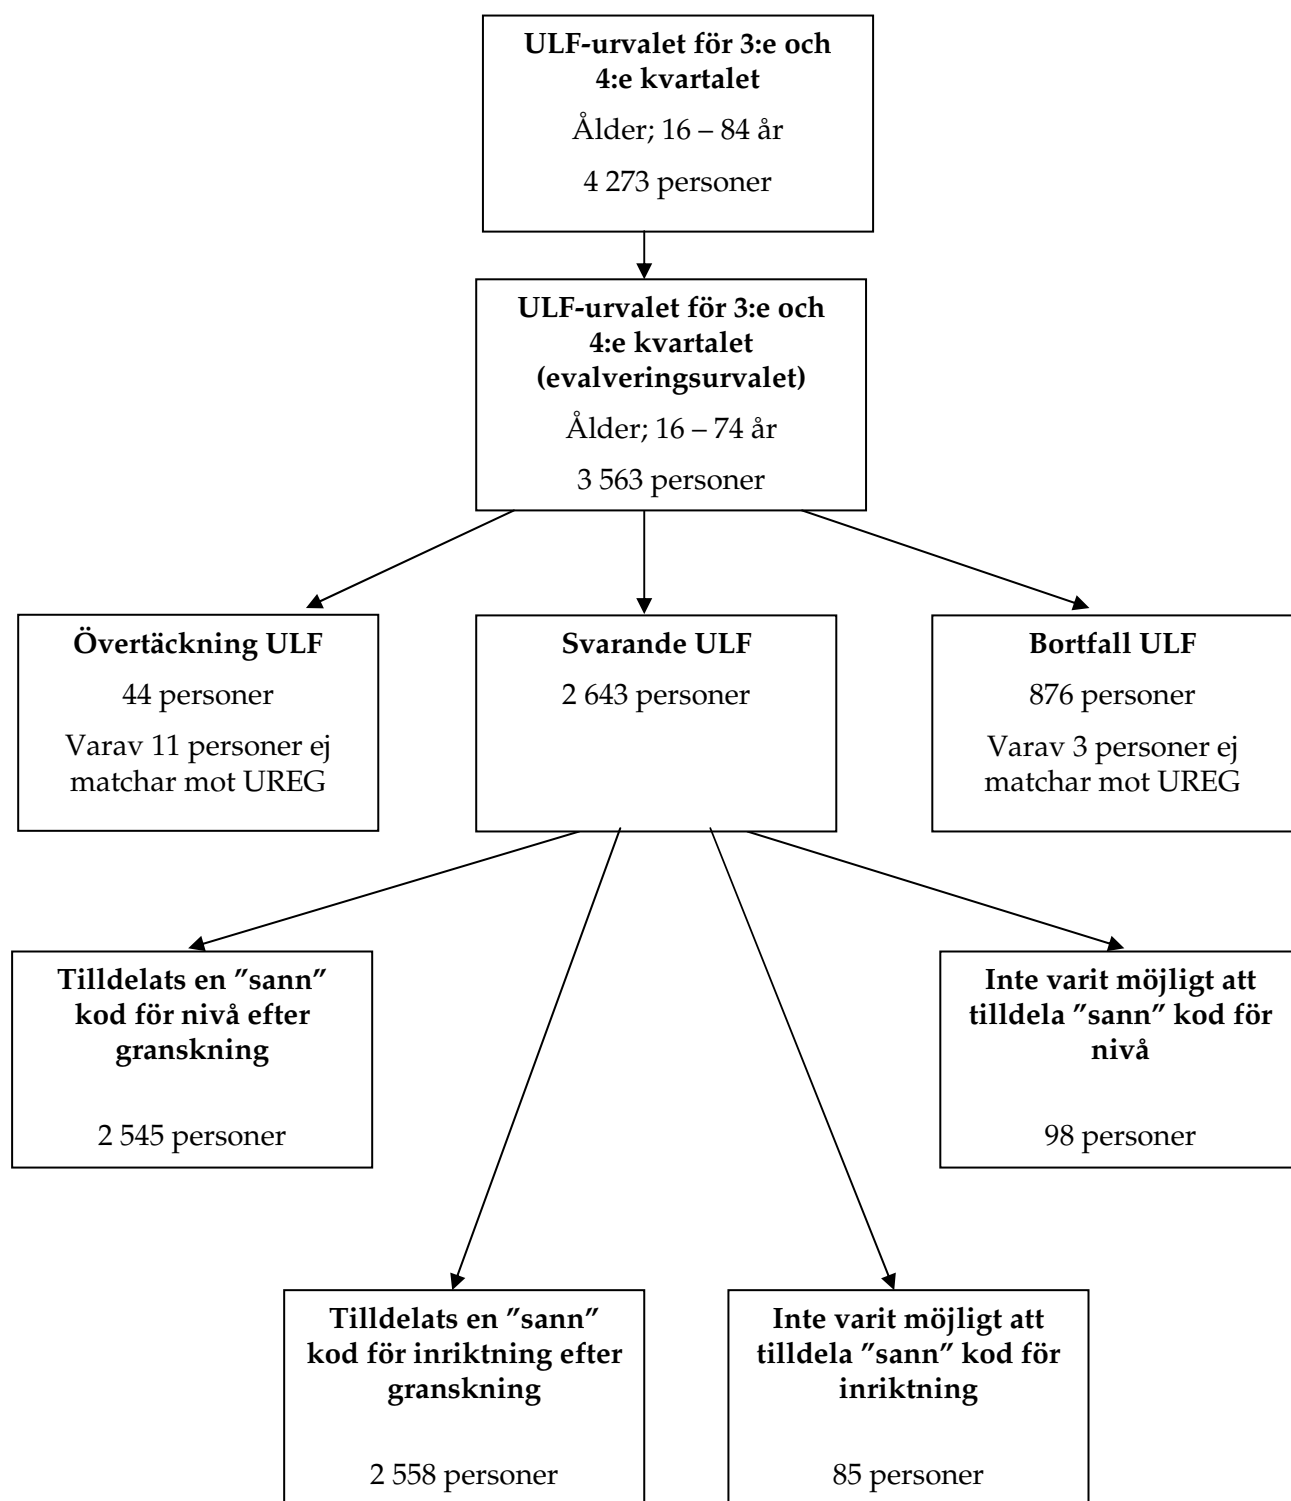 ULF-urvalet för 3:e och
4:e kvartalet
Ålder; 16 – 84 år
4 273 personer
ULF-urvalet för 3:e och
4:e kvartalet
(evalveringsurvalet)
Ålder; 16 – 74 år
3 563 personer
Övertäckning ULF
44 personer
Varav 11 personer ej
matchar mot UREG
Svarande ULF
2 643 personer
Bortfall ULF
876 personer
Varav 3 personer ej
matchar mot UREG
Tilldelats en ”sann”
kod för nivå efter
granskning
2 545 personer
Inte varit möjligt att
tilldela ”sann” kod för
nivå
98 personer
Tilldelats en ”sann”
kod för inriktning efter
granskning
2 558 personer
Inte varit möjligt att
tilldela ”sann” kod för
inriktning
85 personer